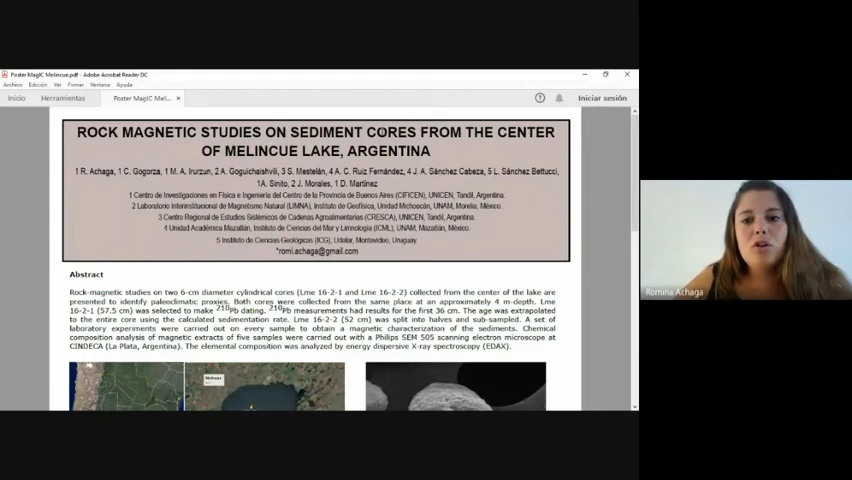 Poster MagIC Melincue.pdf - Adobe Acrobat Reader DC
Archivo Edición Ver Firmar Ventana Ayuda
Inicio Herramientas Poster MagIC Meli... × Iniciar sesión
ROCK MAGNETIC STUDIES ON SEDIMENT CORES FROM THE CENTER
OF MELINCUE LAKE, ARGENTINA
1 R. Achaga, 1 C. Gogorza, 1 M. A. Irurzun, 2 A. Goguichaishvili, 3 S. Mestelán, 4 A. C. Ruiz Fernández, 4 J. A. Sánchez Cabeza, 5 L. Sánchez Bettucci,
1A. Sinito, 2 J. Morales, 1 D. Martínez
1 Centro de Investigaciones en Física e Ingeniería del Centro de la Provincia de Buenos Aires (CIFICEN), UNICEN, Tandil, Argentina.
2 Laboratorio Interinstitucional de Magnetismo Natural (LIMNA), Instituto de Geofísica, Unidad Michoacán, UNAM, Morelia, México.
3 Centro Regional de Estudios Sistémicos de Cadenas Agroalimentarias (CRESCA), UNICEN, Tandil, Argentina.
4 Unidad Académica Mazatlán, Instituto de Ciencias del Mar y Limnología (ICML), UNAM, Mazatlán, México.
5 Instituto de Ciencias Geológicas (ICG), Udelar, Montevideo, Uruguay.
*romi.achaga@gmail.com
Abstract
Rock-magnetic studies on two 6-cm diameter cylindrical cores (Lme 16-2-1 and Lme 16-2-2) collected from the center of the lake are
presented to identify paleoclimatic proxies. Both cores were collected from the same place at an approximately 4 m-depth. Lme
16-2-1 (57.5 cm) was selected to make 210Pb dating. 210Pb measurements had results for the first 36 cm. The age was extrapolated
to the entire core using the calculated sedimentation rate. Lme 16-2-2 (52 cm) was split into halves and sub-sampled. A set of
laboratory experiments were carried out on every sample to obtain a magnetic characterization of the sediments. Chemical
composition analysis of magnetic extracts of five samples were carried out with a Philips SEM 505 scanning electron microscope at
CINDECA (La Plata, Argentina). The elemental composition was analyzed by energy dispersive X-ray spectroscopy (EDAX).
Romina Achaga